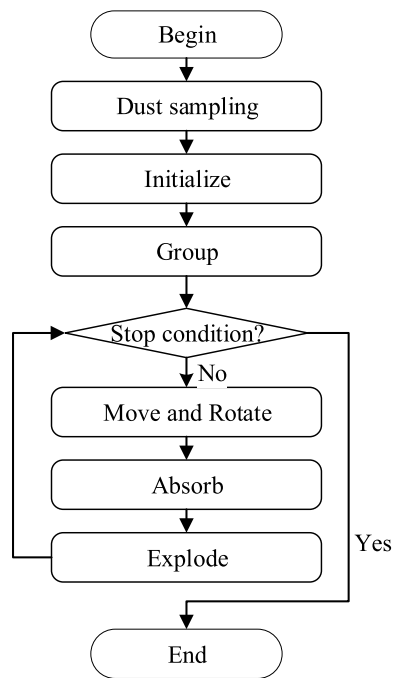 Begin
Dust sampling
Initialize
Group
Stop condition?
No
Move and Rotate
Absorb
Explode
Yes
End